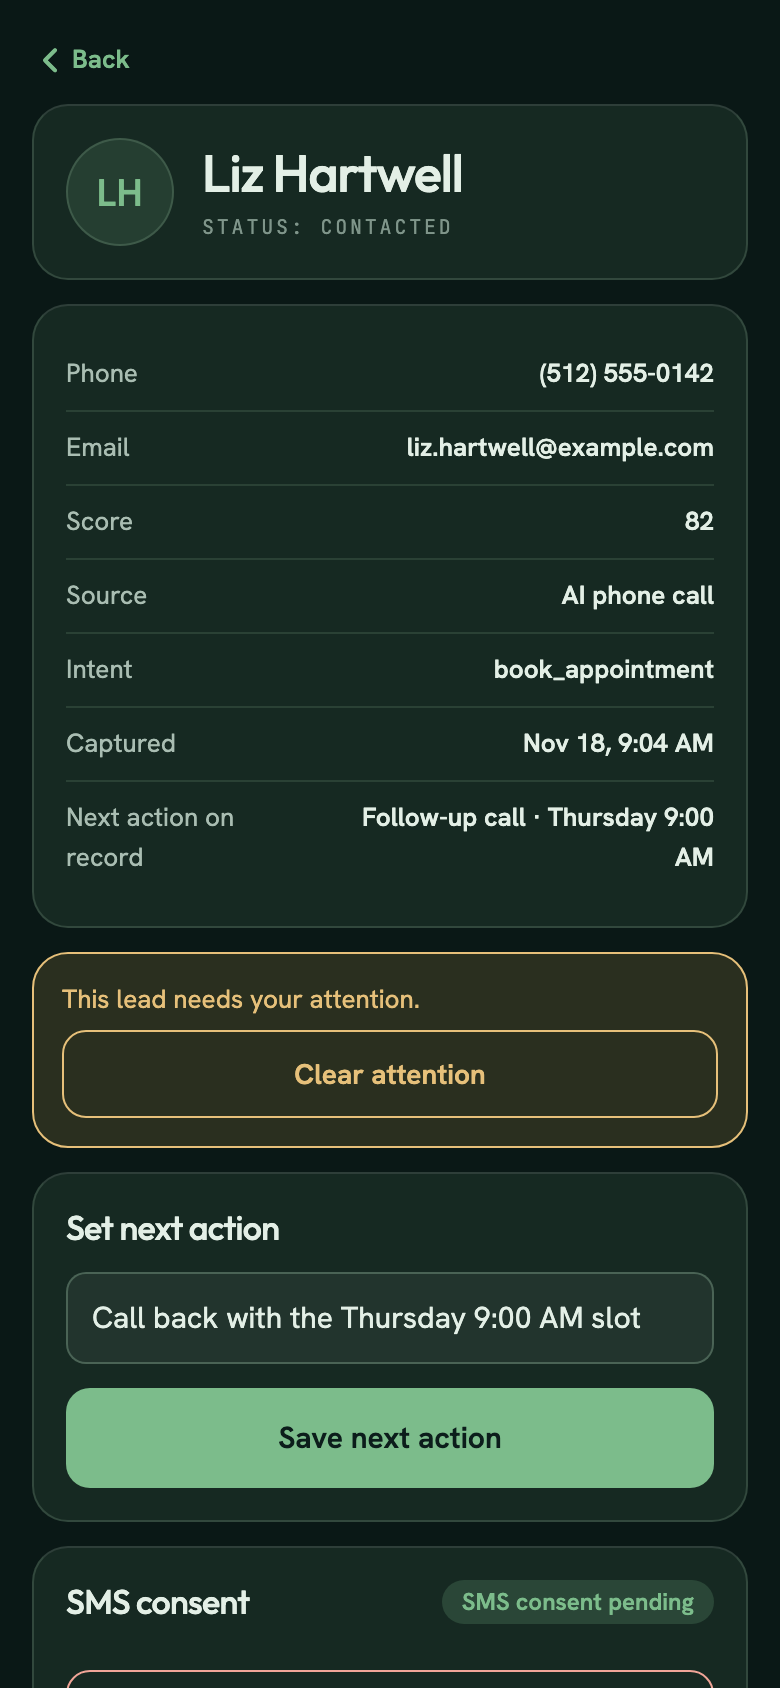 Back
LH
Liz Hartwell
STATUS: CONTACTED
Phone
(512) 555-0142
Email
liz.hartwell@example.com
Score
82
Source
AI phone call
Intent
book_appointment
Captured
Nov 18, 9:04 AM
Next action on
record
Follow-up call · Thursday 9:00
AM
This lead needs your attention.
Clear attention
Set next action
Call back with the Thursday 9:00 AM slot
Save next action
SMS consent
SMS consent pending